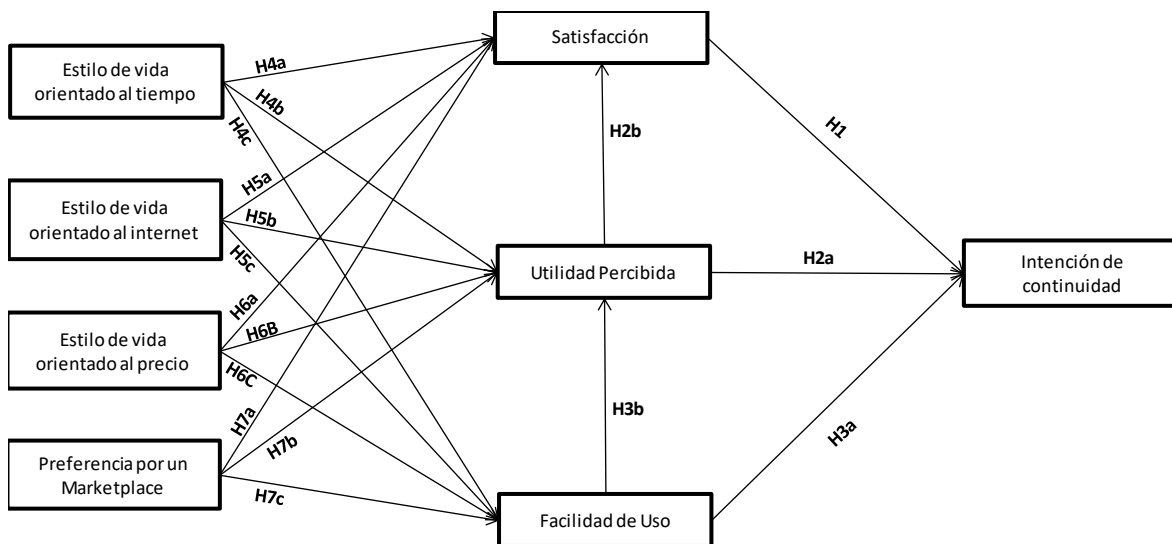 Estilo de vida
orientado al tiempo
Estilo de vida
orientado al internet
Estilo de vida
orientado al precio
Preferencia por un
Marketplace
H4a
H4b
H4c
H5a
H5b
H5c
H6a
H6B
H6C
H7a
H7b
H7c
Satisfacción
H2b
Utilidad Percibida
H3b
Facilidad de Uso
H1
H2a
H3a
Intención de
continuidad